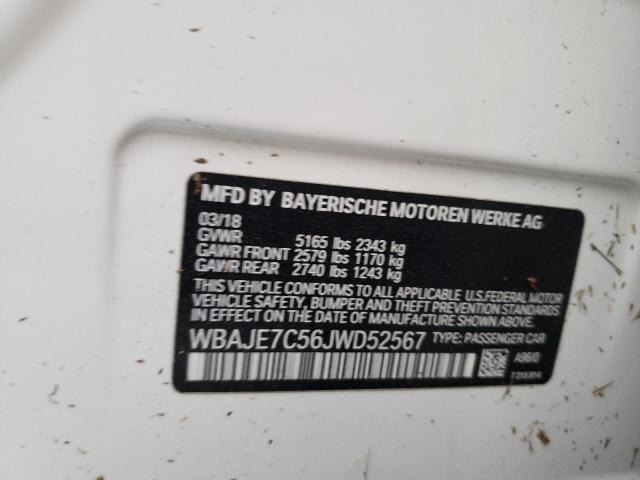 MFD BY BAYERISCHE MOTOREN WERKE AG
03/18
GVWR 5165 lbs 2343 kg
GAWR FRONT 2579 lbs 1170 kg
GAWR REAR 2740 lbs 1243 kg
THIS VEHICLE CONFORMS TO ALL APPLICABLE U.S.FEDERAL MOTOR
VEHICLE SAFETY, BUMPER AND THEFT PREVENTION STANDARDS
IN EFFECT ON THE DATE OF MANUFACTURE SHOWN ABOVE.
WBAJE7C56JWD52567 TYPE: PASSENGER CAR
A96/0